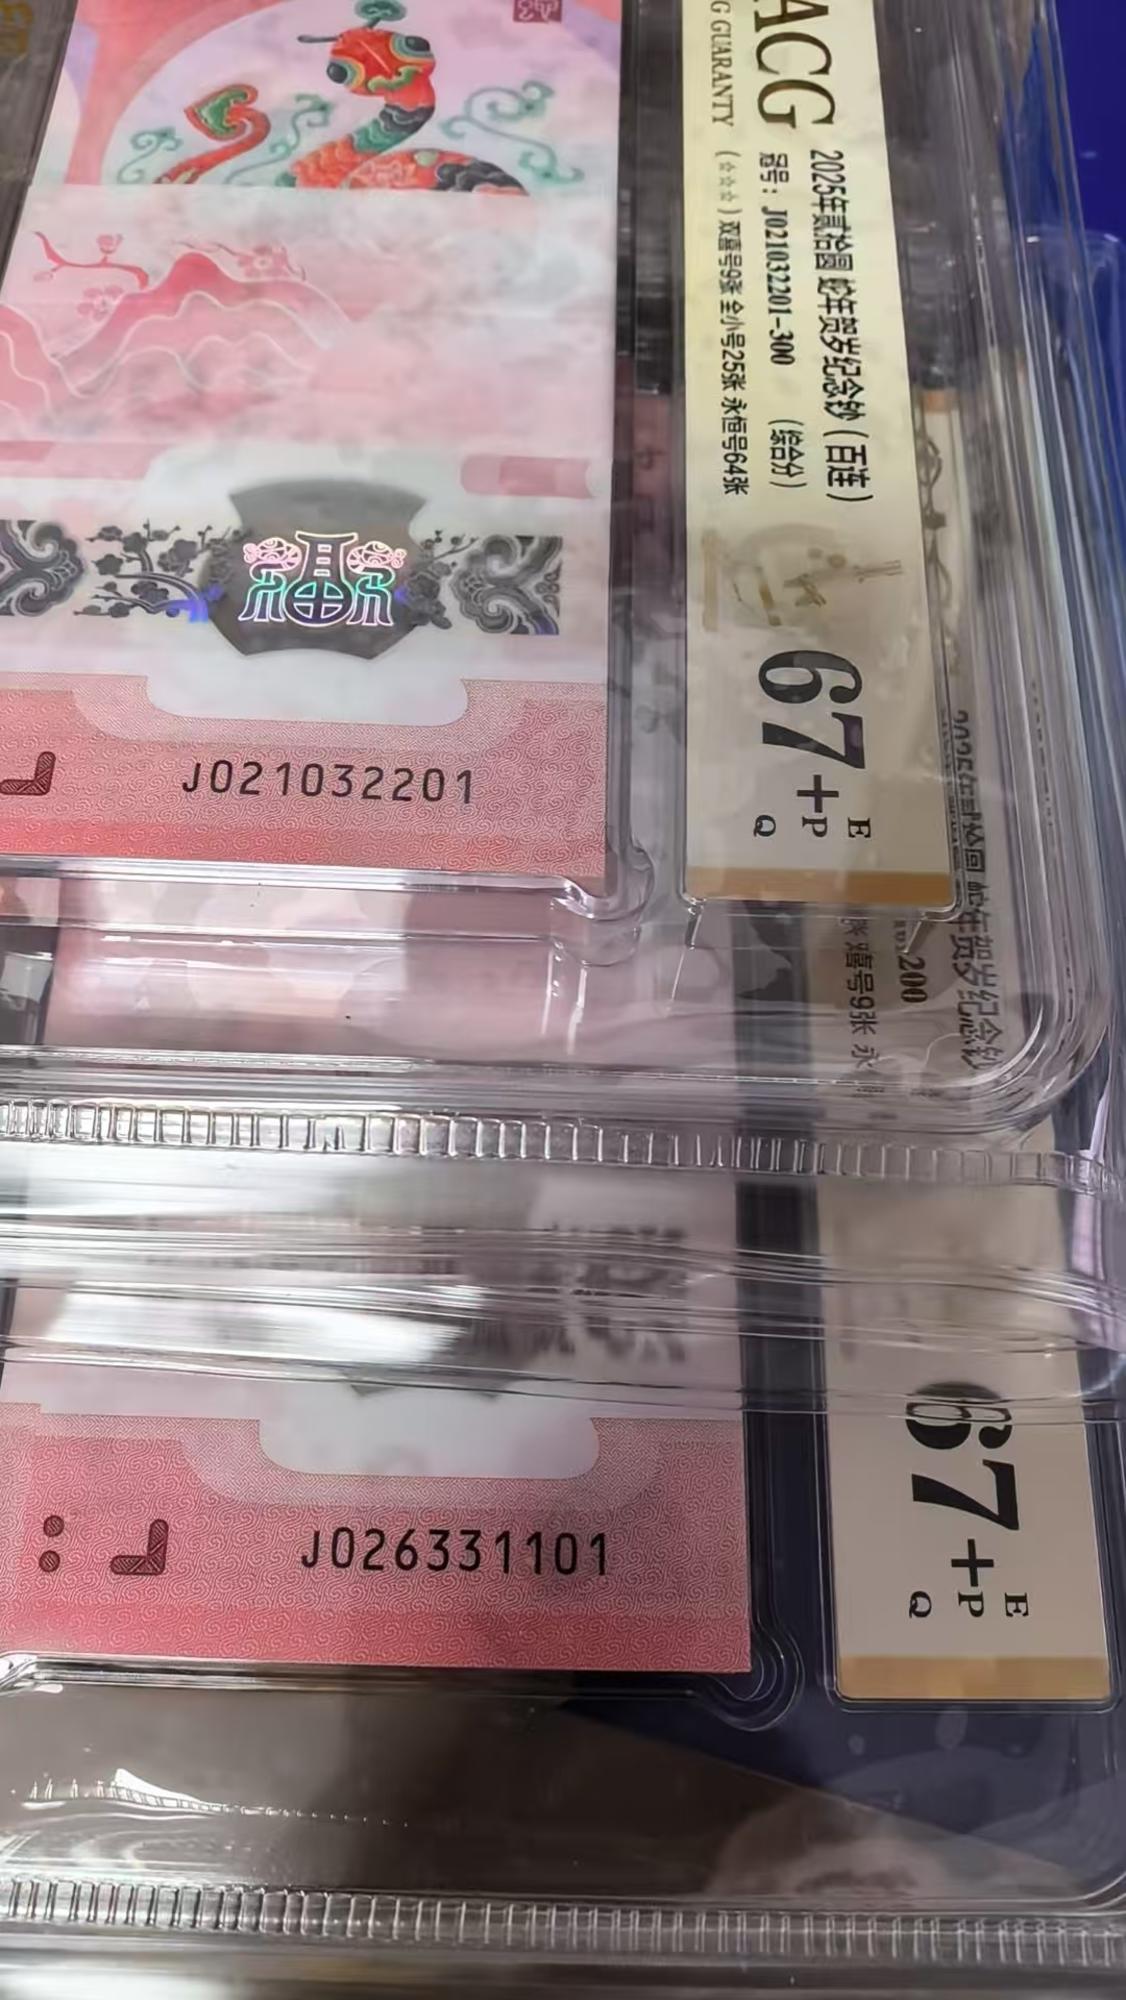 ACG
G GUARANTY
2025年贰拾圆 蛇年贺岁纪念钞（百连）
冠号：J021032201-300 （综合分）
（☆☆☆）双喜号9张 全小号25张 永恒号64张
67+
E
P
Q
福
J021032201
2025年贰拾圆 蛇年贺岁纪念钞
200
号9张 永
67+
E
P
Q
J026331101